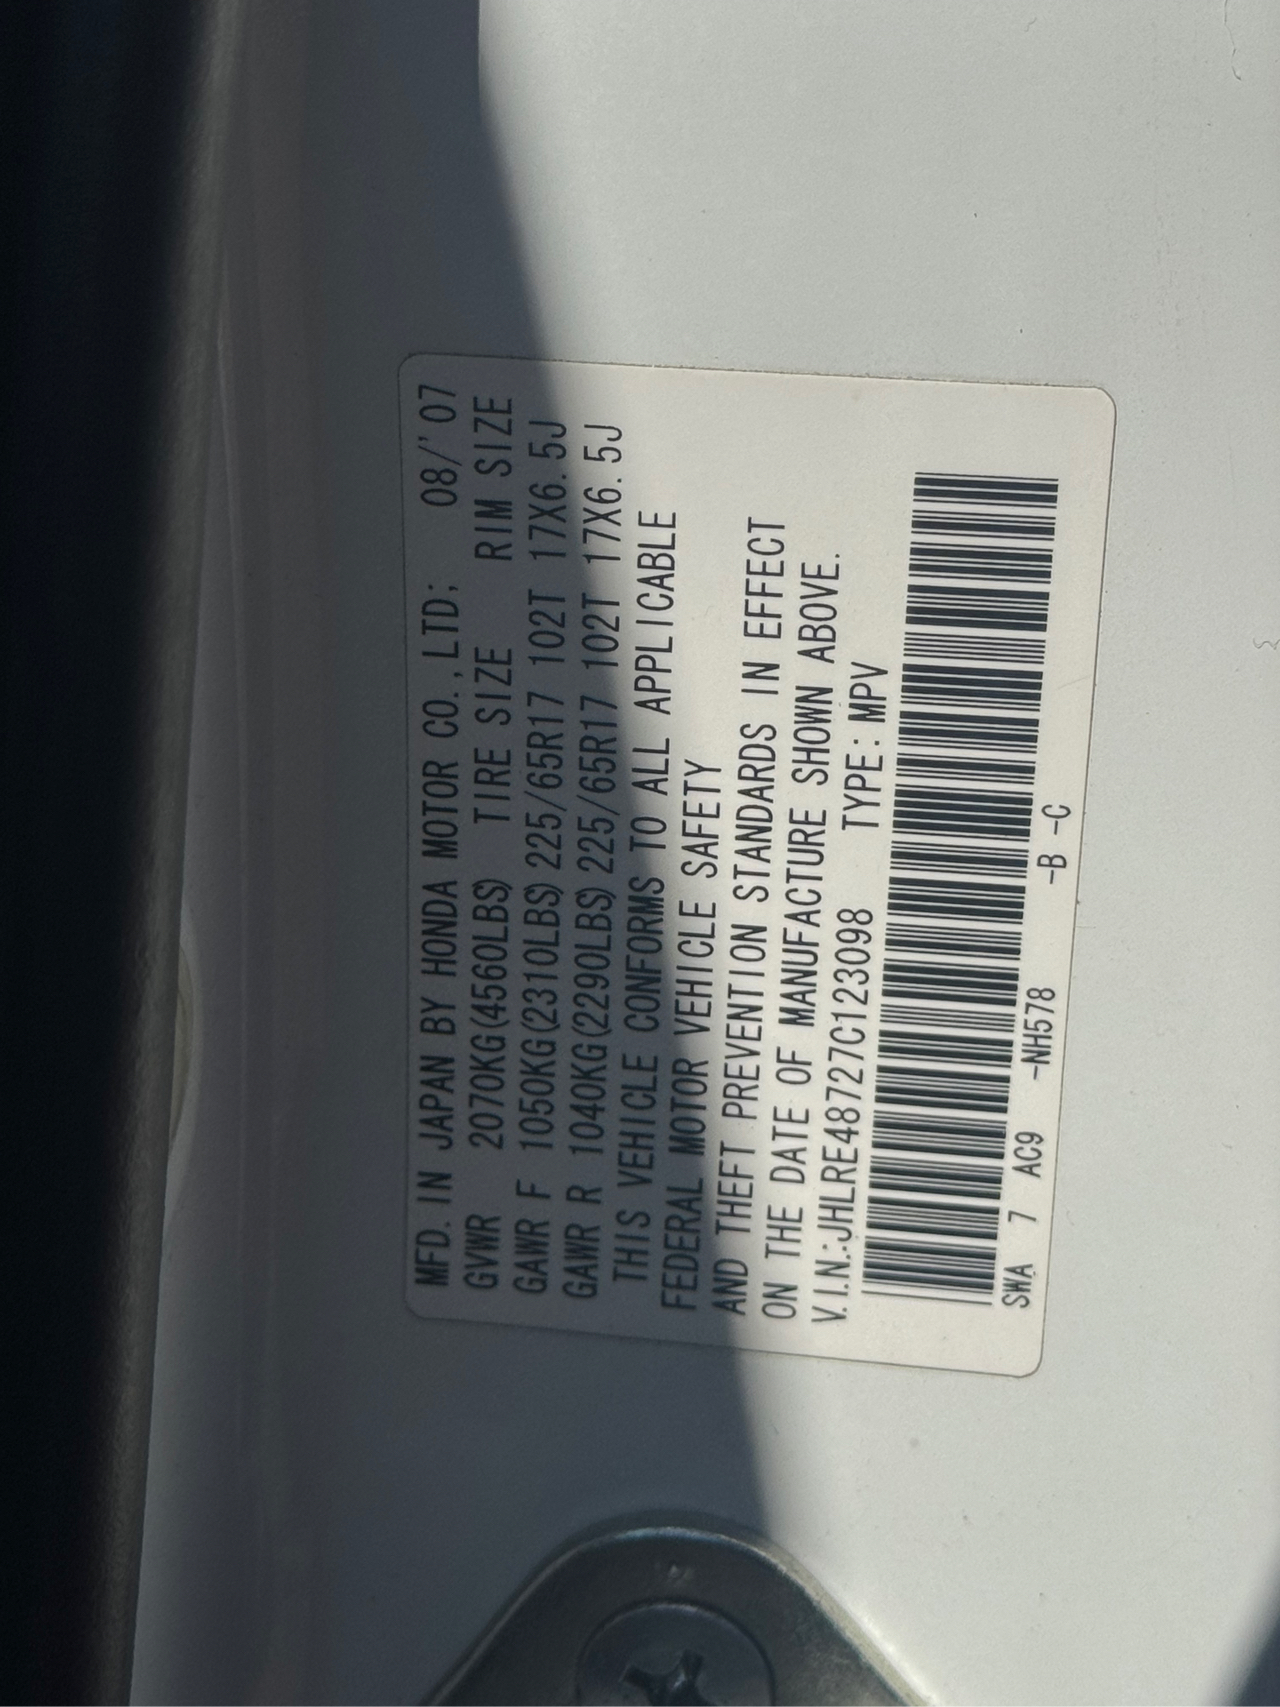 MFD. IN JAPAN BY HONDA MOTOR CO., LTD; 08/'07
GVWR 2070KG(4560LBS) TIRE SIZE RIM SIZE
GAWR F 1050KG(2310LBS) 225/65R17 102T 17X6.5J
GAWR R 1040KG(2290LBS) 225/65R17 102T 17X6.5J
THIS VEHICLE CONFORMS TO ALL APPLICABLE
FEDERAL MOTOR VEHICLE SAFETY
AND THEFT PREVENTION STANDARDS IN EFFECT
ON THE DATE OF MANUFACTURE SHOWN ABOVE.
V.I.N.:JHLRE48727C123098 TYPE:MPV
SWA 7 AC9 -NH578 -B -C